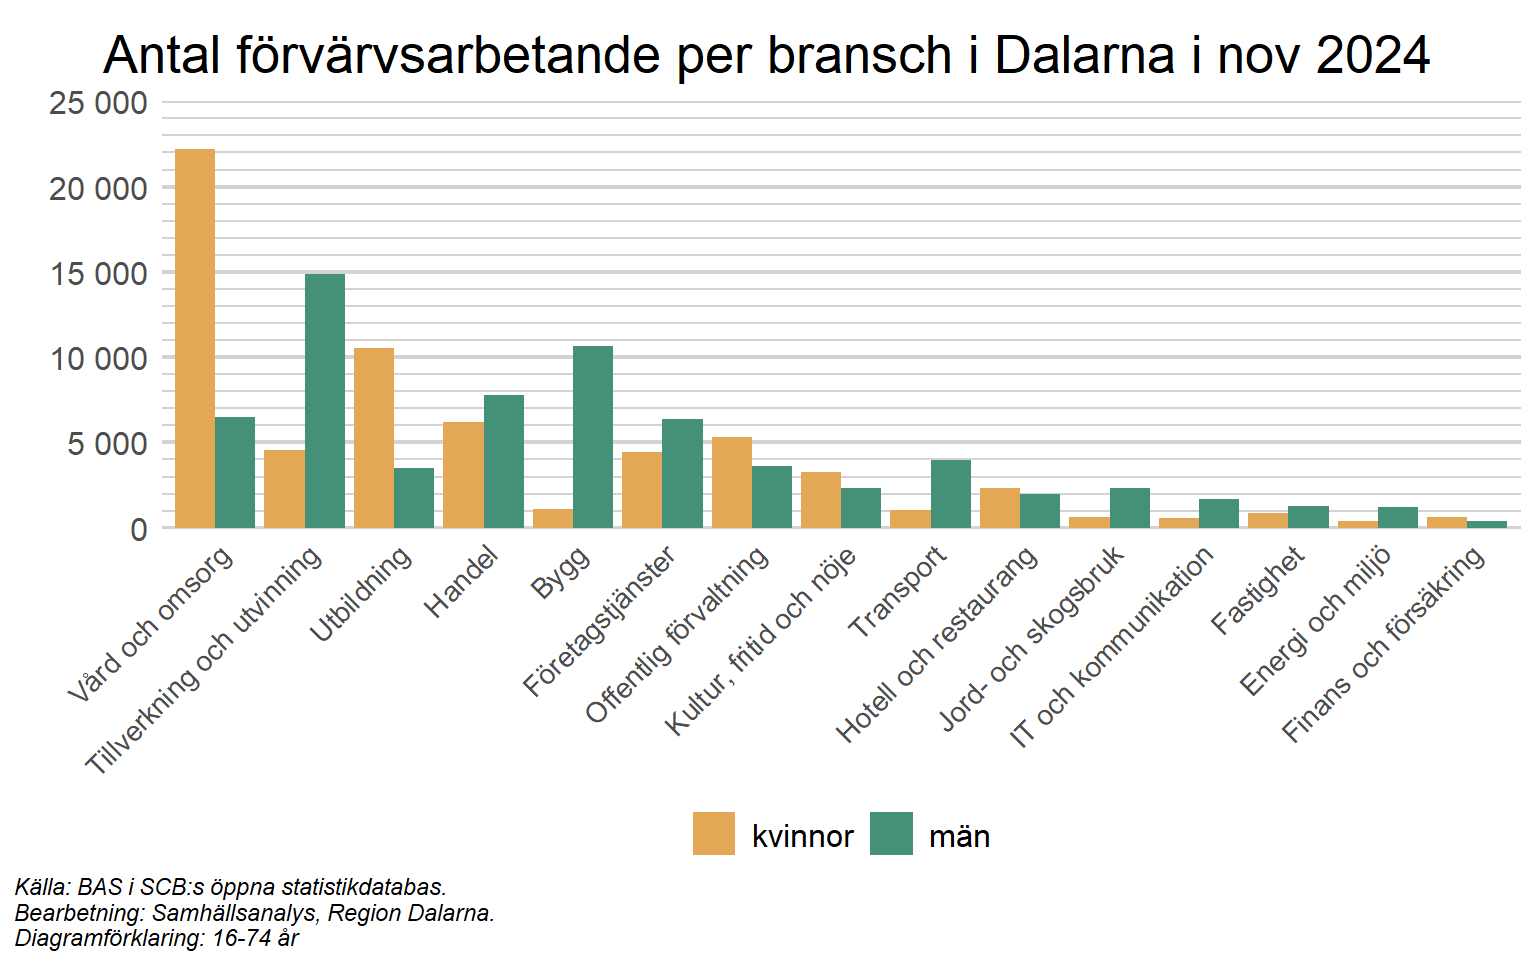 Antal förvärvsarbetande per bransch i Dalarna i nov 2024
25 000
20 000
15 000
10 000
5 000
0
Vård och omsorg
Tillverkning och utvinning
Utbildning
Handel
Bygg
Företagstjänster
Offentlig förvaltning
Kultur, fritid och nöje
Transport
Hotell och restaurang
Jord- och skogsbruk
IT och kommunikation
Fastighet
Energi och miljö
Finans och försäkring
kvinnor
män
Källa: BAS i SCB:s öppna statistikdatabas.
Bearbetning: Samhällsanalys, Region Dalarna.
Diagramförklaring: 16-74 år